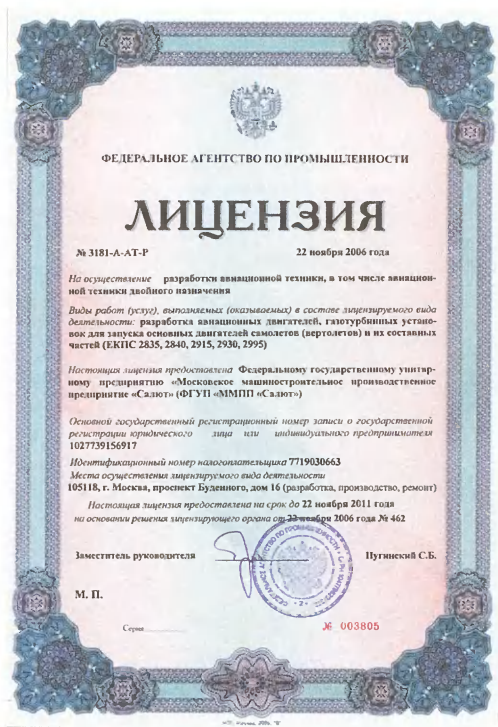 ФЕДЕРАЛЬНОЕ АГЕНТСТВО ПО ПРОМЫШЛЕННОСТИ
ЛИЦЕНЗИЯ
№ 3181-А-АТ-Р 22 ноября 2006 года
На осуществление разработки авиационной техники, в том числе авиацион-
ной техники двойного назначения
Виды работ (услуг), выполняемых (оказываемых) в составе лицензируемого вида
деятельности: разработка авиационных двигателей, газотурбинных устано-
вок для запуска основных двигателей самолетов (вертолетов) и их составных
частей (ЕКПС 2835, 2840, 2915, 2930, 2995)
Настоящая лицензия предоставлена Федеральному государственному унитар-
ному предприятию «Московское машиностроительное производственное
предприятие «Салют» (ФГУП «ММПП «Салют»)
Основной государственный регистрационный номер записи о государственной
регистрации юридического лица или индивидуального предпринимателя
1027739156917
Идентификационный номер налогоплательщика 7719030663
Места осуществления лицензируемого вида деятельности
105118, г. Москва, проспект Буденного, дом 16 (разработка, производство, ремонт)
Настоящая лицензия предоставлена на срок до 22 ноября 2011 года
на основании решения лицензирующего органа от 22 ноября 2006 года № 462
Заместитель руководителя Пугинский С.Б.
М. П.
Серия
№ 003805